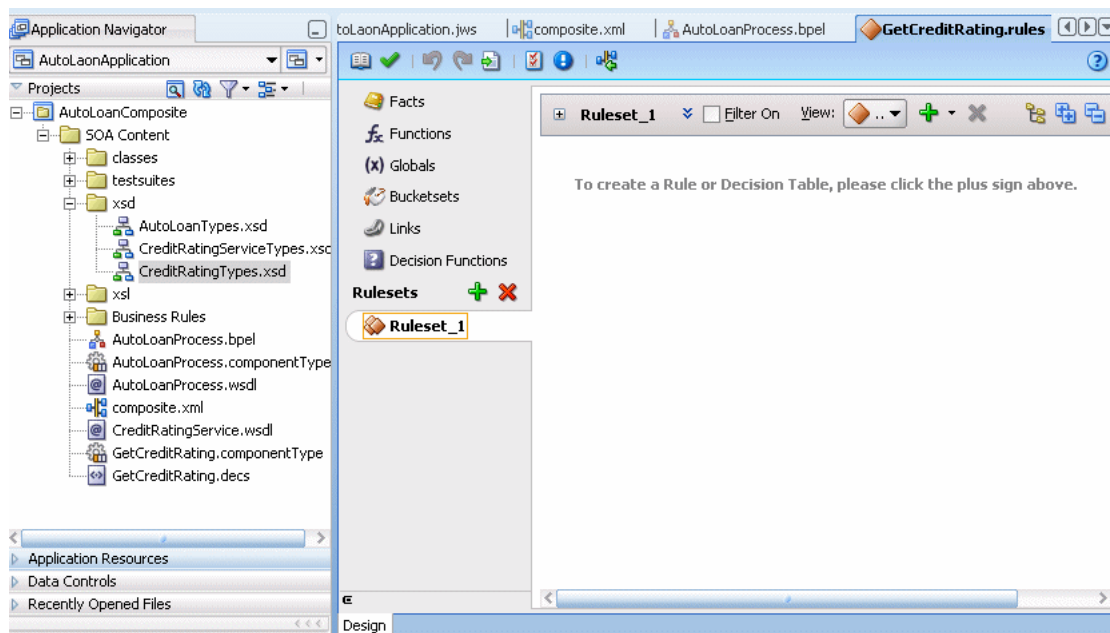 Application Navigator
AutoLaonApplication
Projects
AutoLoanComposite
SOA Content
classes
testsuites
xsd
AutoLoanTypes.xsd
CreditRatingServiceTypes.xsd
CreditRatingTypes.xsd
xsl
Business Rules
AutoLoanProcess.bpel
AutoLoanProcess.componentType
AutoLoanProcess.wsdl
composite.xml
CreditRatingService.wsdl
GetCreditRating.componentType
GetCreditRating.decs
Application Resources
Data Controls
Recently Opened Files
toLaonApplication.jws composite.xml AutoLoanProcess.bpel GetCreditRating.rules
Facts
Functions
(x) Globals
Bucketsets
Links
Decision Functions
Rulesets
Ruleset_1
Ruleset_1 Filter On View: ..
To create a Rule or Decision Table, please click the plus sign above.
Design